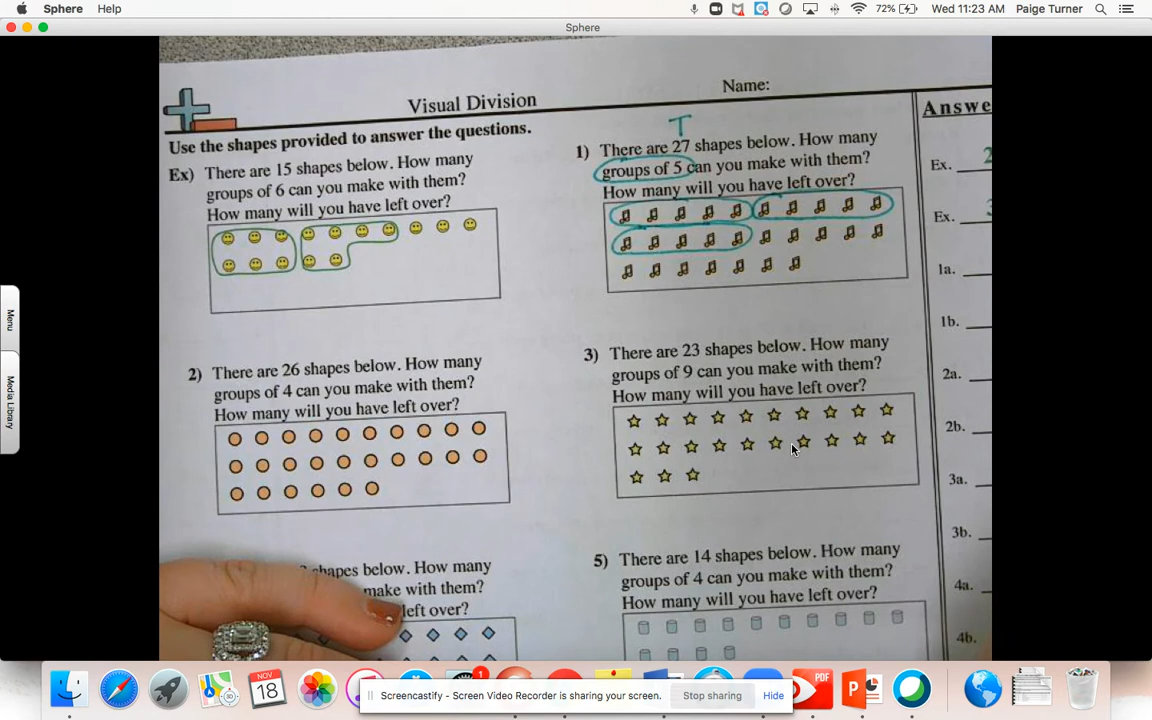 Sphere Help
72% Wed 11:23 AM Paige Turner
Sphere
Menu
Media Library
Visual Division
Name:
Use the shapes provided to answer the questions.
Ex) There are 15 shapes below. How many
groups of 6 can you make with them?
How many will you have left over?
T
1) There are 27 shapes below. How many
groups of 5 can you make with them?
How many will you have left over?
2) There are 26 shapes below. How many
groups of 4 can you make with them?
How many will you have left over?
3) There are 23 shapes below. How many
groups of 9 can you make with them?
How many will you have left over?
shapes below. How many
make with them?
left over?
5) There are 14 shapes below. How many
groups of 4 can you make with them?
How many will you have left over?
Answe
Ex. 2
Ex.
1a.
1b.
2a.
2b.
3a.
3b.
4a.
4b.
NOV
18
3D
1
PDF
P
Screencastify - Screen Video Recorder is sharing your screen.
Stop sharing
Hide